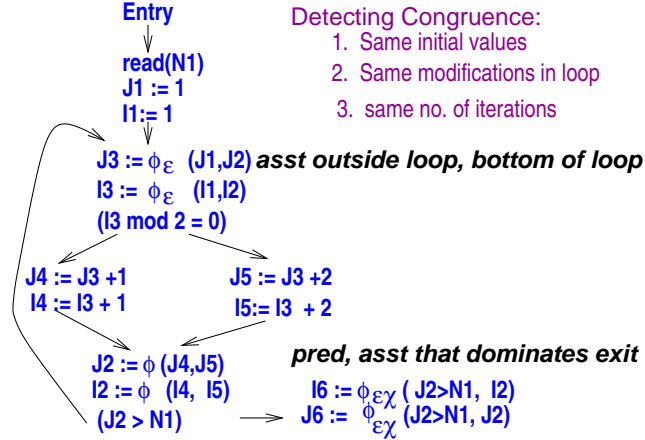 Entry
Detecting Congruence:
1. Same initial values
2. Same modifications in loop
3. same no. of iterations
read(N1)
J1 := 1
I1:= 1
J3 := ϕε (J1,J2) asst outside loop, bottom of loop
I3 := ϕε (I1,I2)
(I3 mod 2 = 0)
J4 := J3 +1
I4 := I3 + 1
J5 := J3 +2
I5:= I3 + 2
J2 := ϕ (J4,J5)
I2 := ϕ (I4, I5)
(J2 > N1)
pred, asst that dominates exit
I6 := ϕεχ ( J2>N1, I2)
J6 := ϕεχ (J2>N1, J2)